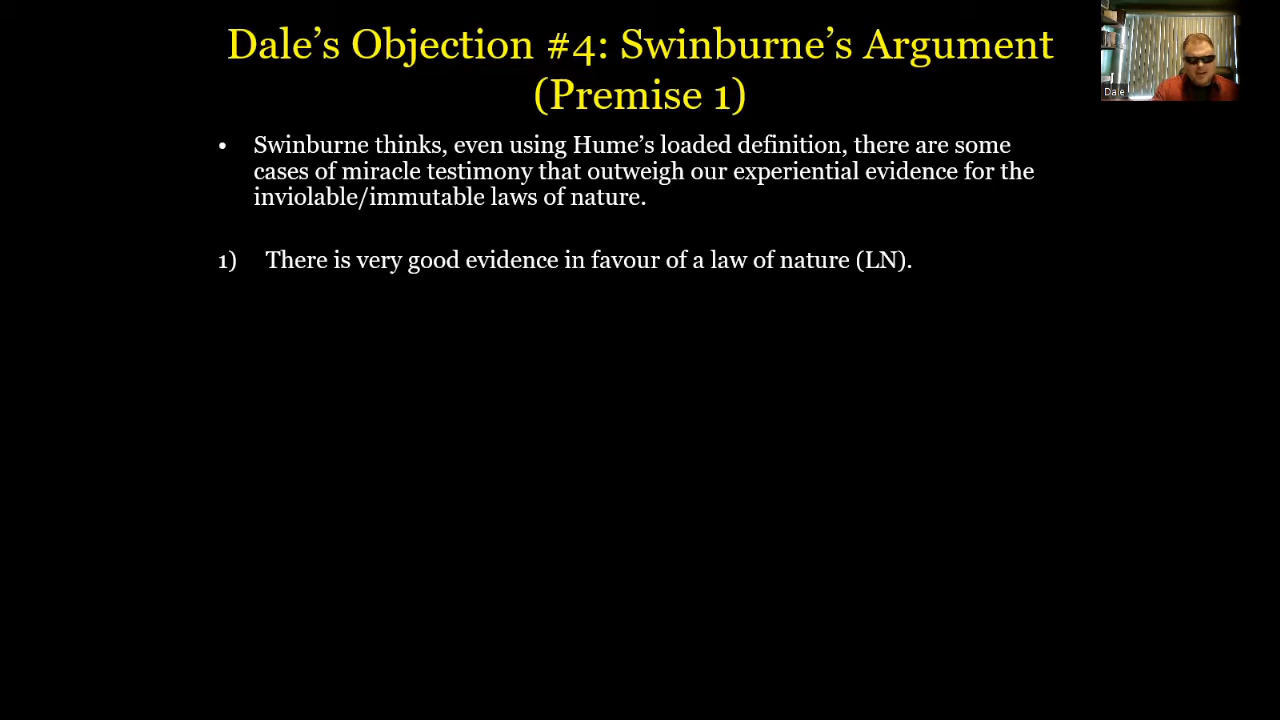 Dale’s Objection #4: Swinburne’s Argument
(Premise 1)
• Swinburne thinks, even using Hume’s loaded definition, there are some
cases of miracle testimony that outweigh our experiential evidence for the
inviolable/immutable laws of nature.
1) There is very good evidence in favour of a law of nature (LN).
Dale